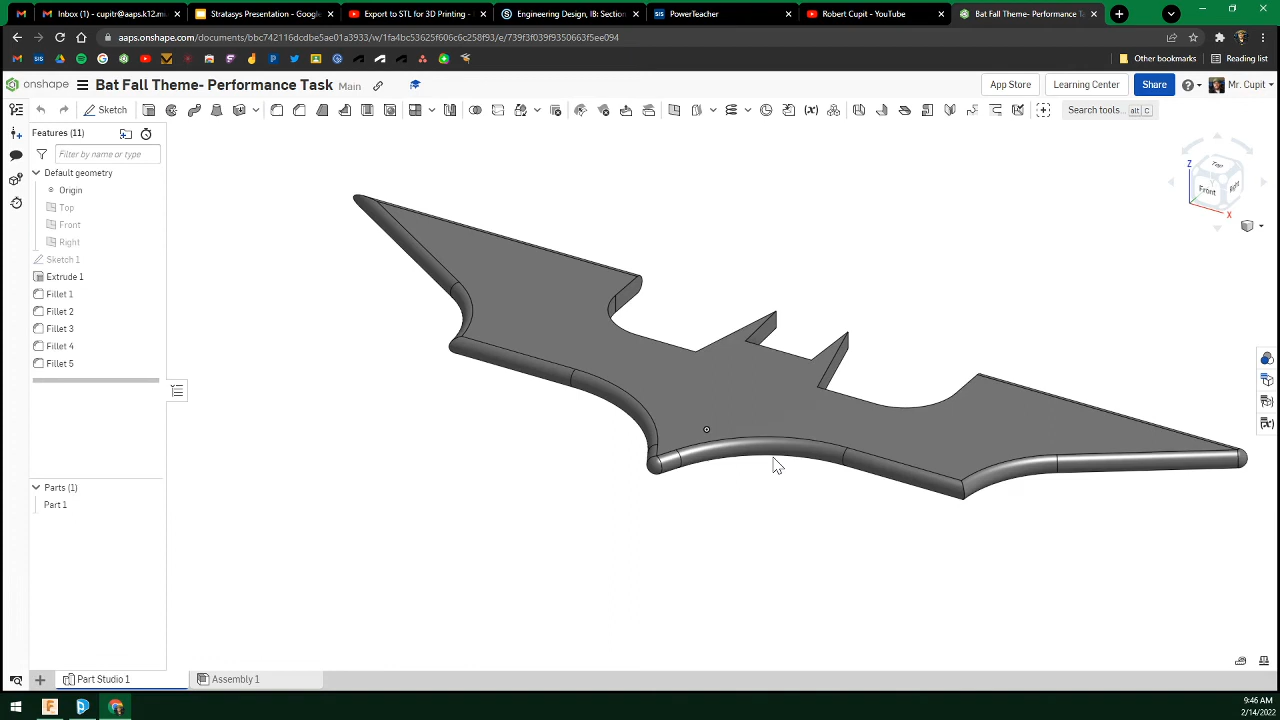 Inbox (1) - cupitr@aaps.k12.mi.
Stratasys Presentation - Google
Export to STL for 3D Printing -
Engineering Design, IB: Section
PowerTeacher
Robert Cupit - YouTube
Bat Fall Theme- Performance Ta
aaps.onshape.com/documents/bbc742116dcdbe5ae01a3933/w/1fa4bc53625f606c6c258f93/e/739f3f039f9350663f5ee094
Other bookmarks
Reading list
onshape
Bat Fall Theme- Performance Task
Main
App Store
Learning Center
Share
Mr. Cupit
Sketch
Search tools...
alt C
Features (11)
Filter by name or type
Default geometry
Origin
Top
Front
Right
Sketch 1
Extrude 1
Fillet 1
Fillet 2
Fillet 3
Fillet 4
Fillet 5
Parts (1)
Part 1
Z
Top
Front
Right
X
Part Studio 1
Assembly 1
9:46 AM
2/14/2022